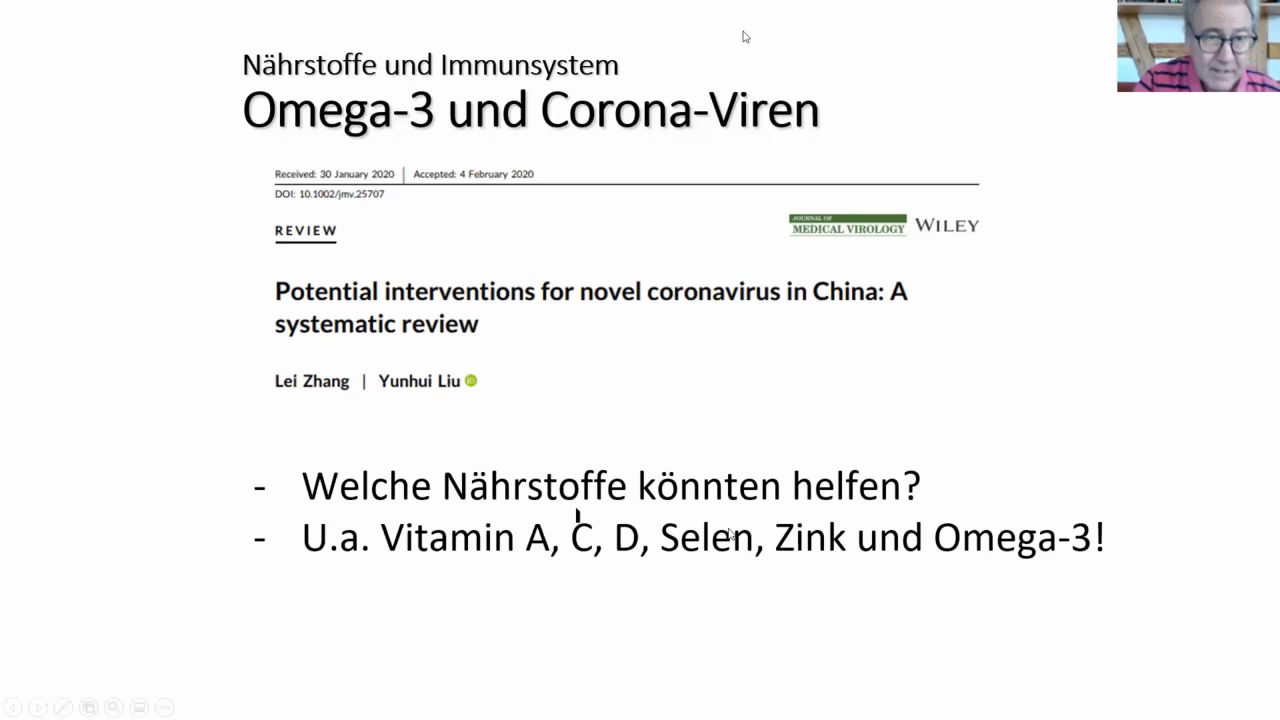 Nährstoffe und Immunsystem
Omega-3 und Corona-Viren
Received: 30 January 2020 | Accepted: 4 February 2020
DOI: 10.1002/jmv.25707
REVIEW
JOURNAL OF
MEDICAL VIROLOGY WILEY
Potential interventions for novel coronavirus in China: A
systematic review
Lei Zhang | Yunhui Liu iD
- Welche Nährstoffe könnten helfen?
- U.a. Vitamin A, C, D, Selen, Zink und Omega-3!